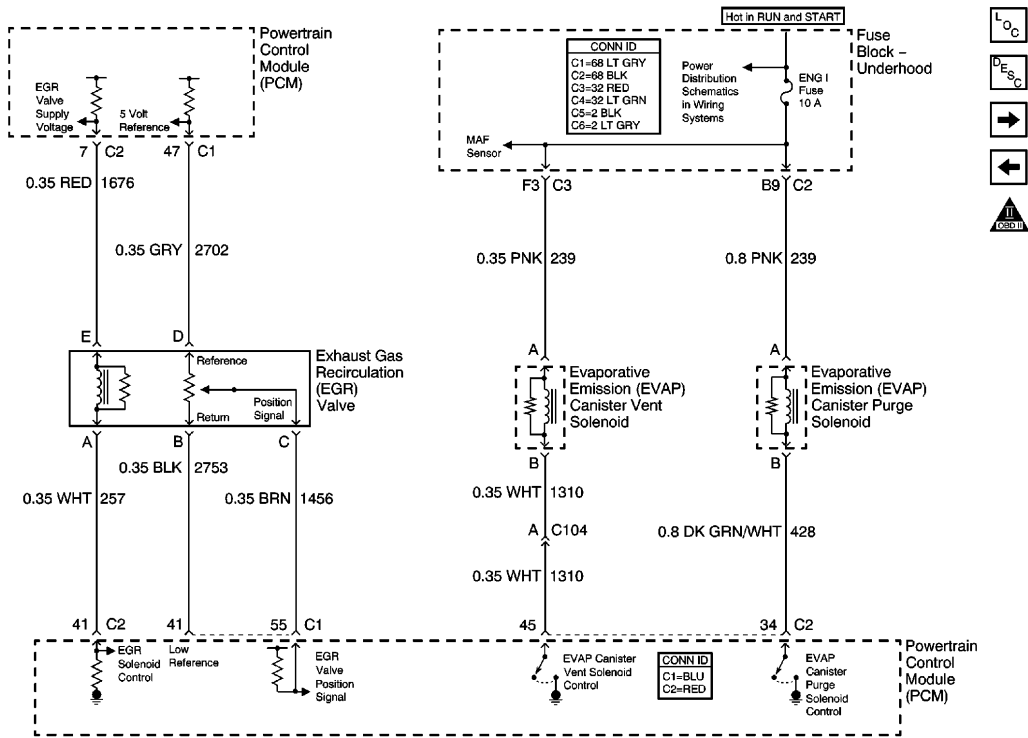 Hot in RUN and START
Powertrain
Control
Module
(PCM)
EGR
Valve
Supply
Voltage
5 Volt
Reference
7 C2
47 C1
0.35 RED 1676
0.35 GRY 2702
E
D
Reference
Return
Position
Signal
Exhaust Gas
Recirculation
(EGR)
Valve
A
B
C
0.35 BLK 2753
0.35 WHT 257
0.35 BRN 1456
41 C2
41
55 C1
EGR
Solenoid
Control
Low
Reference
EGR
Valve
Position
Signal
CONN ID
C1=68 LT GRY
C2=68 BLK
C3=32 RED
C4=32 LT GRN
C5=2 BLK
C6=2 LT GRY
Power
Distribution
Schematics
in Wiring
Systems
ENG I
Fuse
10 A
Fuse
Block –
Underhood
MAF
Sensor
F3 C3
B9 C2
0.35 PNK 239
0.8 PNK 239
A
A
Evaporative
Emission (EVAP)
Canister Vent
Solenoid
Evaporative
Emission (EVAP)
Canister Purge
Solenoid
B
B
0.35 WHT 1310
A C104
0.8 DK GRN/WHT 428
0.35 WHT 1310
45
34 C2
EVAP Canister
Vent Solenoid
Control
CONN ID
C1=BLU
C2=RED
EVAP
Canister
Purge
Solenoid
Control
Powertrain
Control
Module
(PCM)
LOC
DESC
II
OBD II